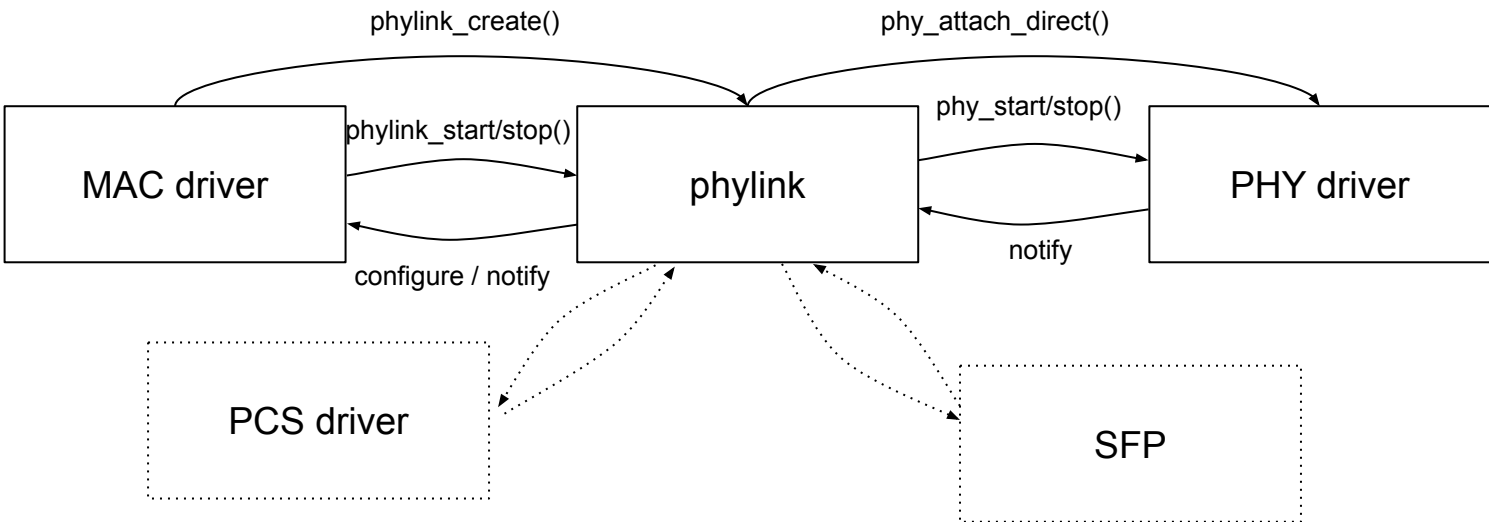 phylink_create()
phy_attach_direct()
phylink_start/stop()
phy_start/stop()
MAC driver
phylink
PHY driver
configure / notify
notify
PCS driver
SFP